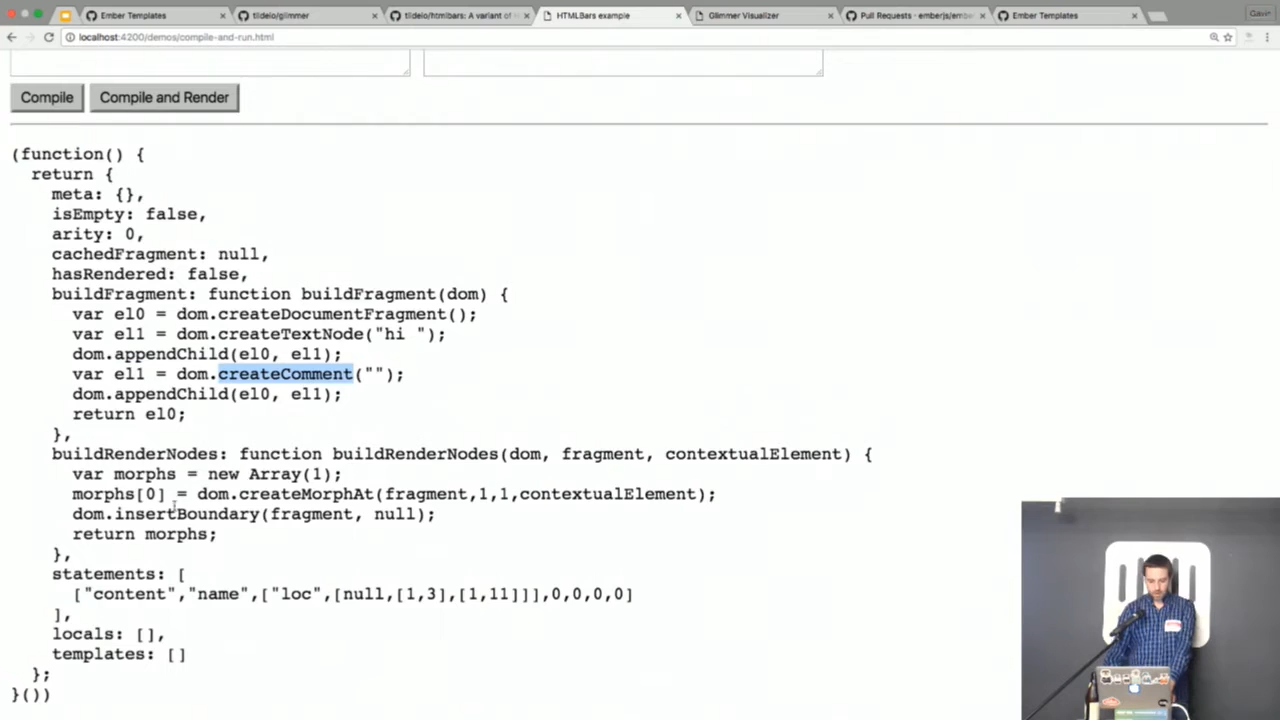 Ember Templates
tildeio/glimmer
tildeio/htmlbars: A variant of
HTMLBars example
Glimmer Visualizer
Pull Requests · emberjs/embe
Ember Templates
Gavin
localhost:4200/demos/compile-and-run.html
Compile
Compile and Render
(function() {
return {
meta: {},
isEmpty: false,
arity: 0,
cachedFragment: null,
hasRendered: false,
buildFragment: function buildFragment(dom) {
var el0 = dom.createDocumentFragment();
var el1 = dom.createTextNode("hi ");
dom.appendChild(el0, el1);
var el1 = dom.createComment("");
dom.appendChild(el0, el1);
return el0;
},
buildRenderNodes: function buildRenderNodes(dom, fragment, contextualElement) {
var morphs = new Array(1);
morphs[0] = dom.createMorphAt(fragment,1,1,contextualElement);
dom.insertBoundary(fragment, null);
return morphs;
},
statements: [
["content","name",["loc",[null,[1,3],[1,11]]],0,0,0,0]
],
locals: [],
templates: []
};
}())